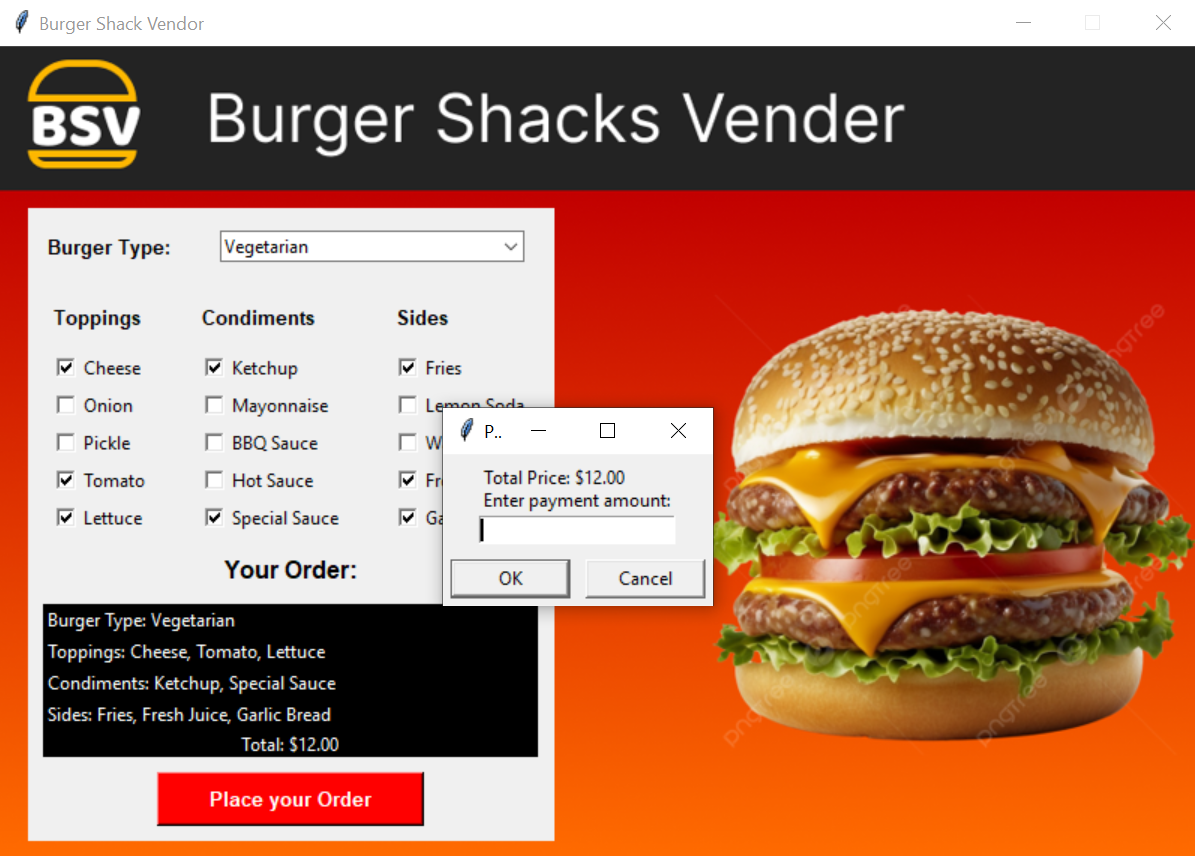 Burger Shack Vendor
BSV
Burger Shacks Vender
Burger Type: Vegetarian
Toppings Condiments Sides
Cheese Ketchup Fries
Onion Mayonnaise Lemon Soda
Pickle BBQ Sauce W
Tomato Hot Sauce Fr
Lettuce Special Sauce Ga
P..
Total Price: $12.00
Enter payment amount:
OK Cancel
Your Order:
Burger Type: Vegetarian
Toppings: Cheese, Tomato, Lettuce
Condiments: Ketchup, Special Sauce
Sides: Fries, Fresh Juice, Garlic Bread
Total: $12.00
Place your Order
pngtree
pngtree
pngtree
pngtree